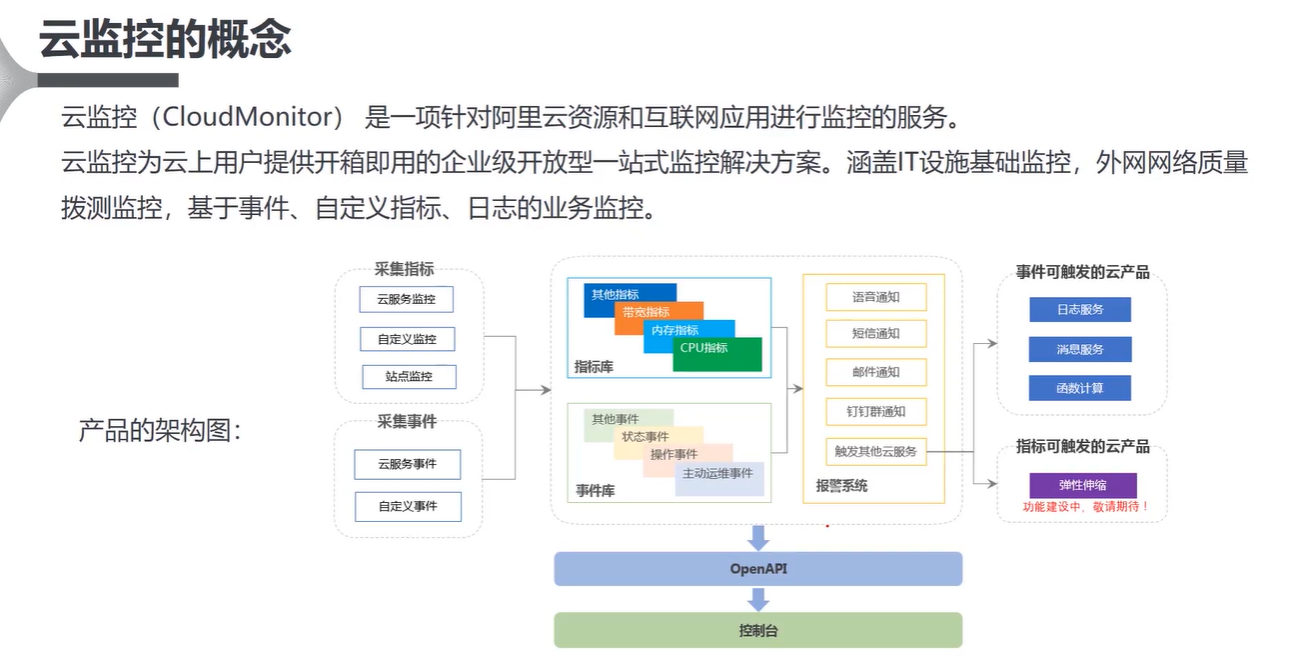 云监控的概念
云监控（CloudMonitor） 是一项针对阿里云资源和互联网应用进行监控的服务。
云监控为云上用户提供开箱即用的企业级开放型一站式监控解决方案。涵盖IT设施基础监控，外网网络质量
拨测监控，基于事件、自定义指标、日志的业务监控。
产品的架构图：
采集指标
云服务监控
自定义监控
站点监控
采集事件
云服务事件
自定义事件
其他指标
带宽指标
内存指标
CPU指标
指标库
其他事件
状态事件
操作事件
主动运维事件
事件库
语音通知
短信通知
邮件通知
钉钉群通知
触发其他云服务
报警系统
事件可触发的云产品
日志服务
消息服务
函数计算
指标可触发的云产品
弹性伸缩
功能建设中，敬请期待！
OpenAPI
控制台